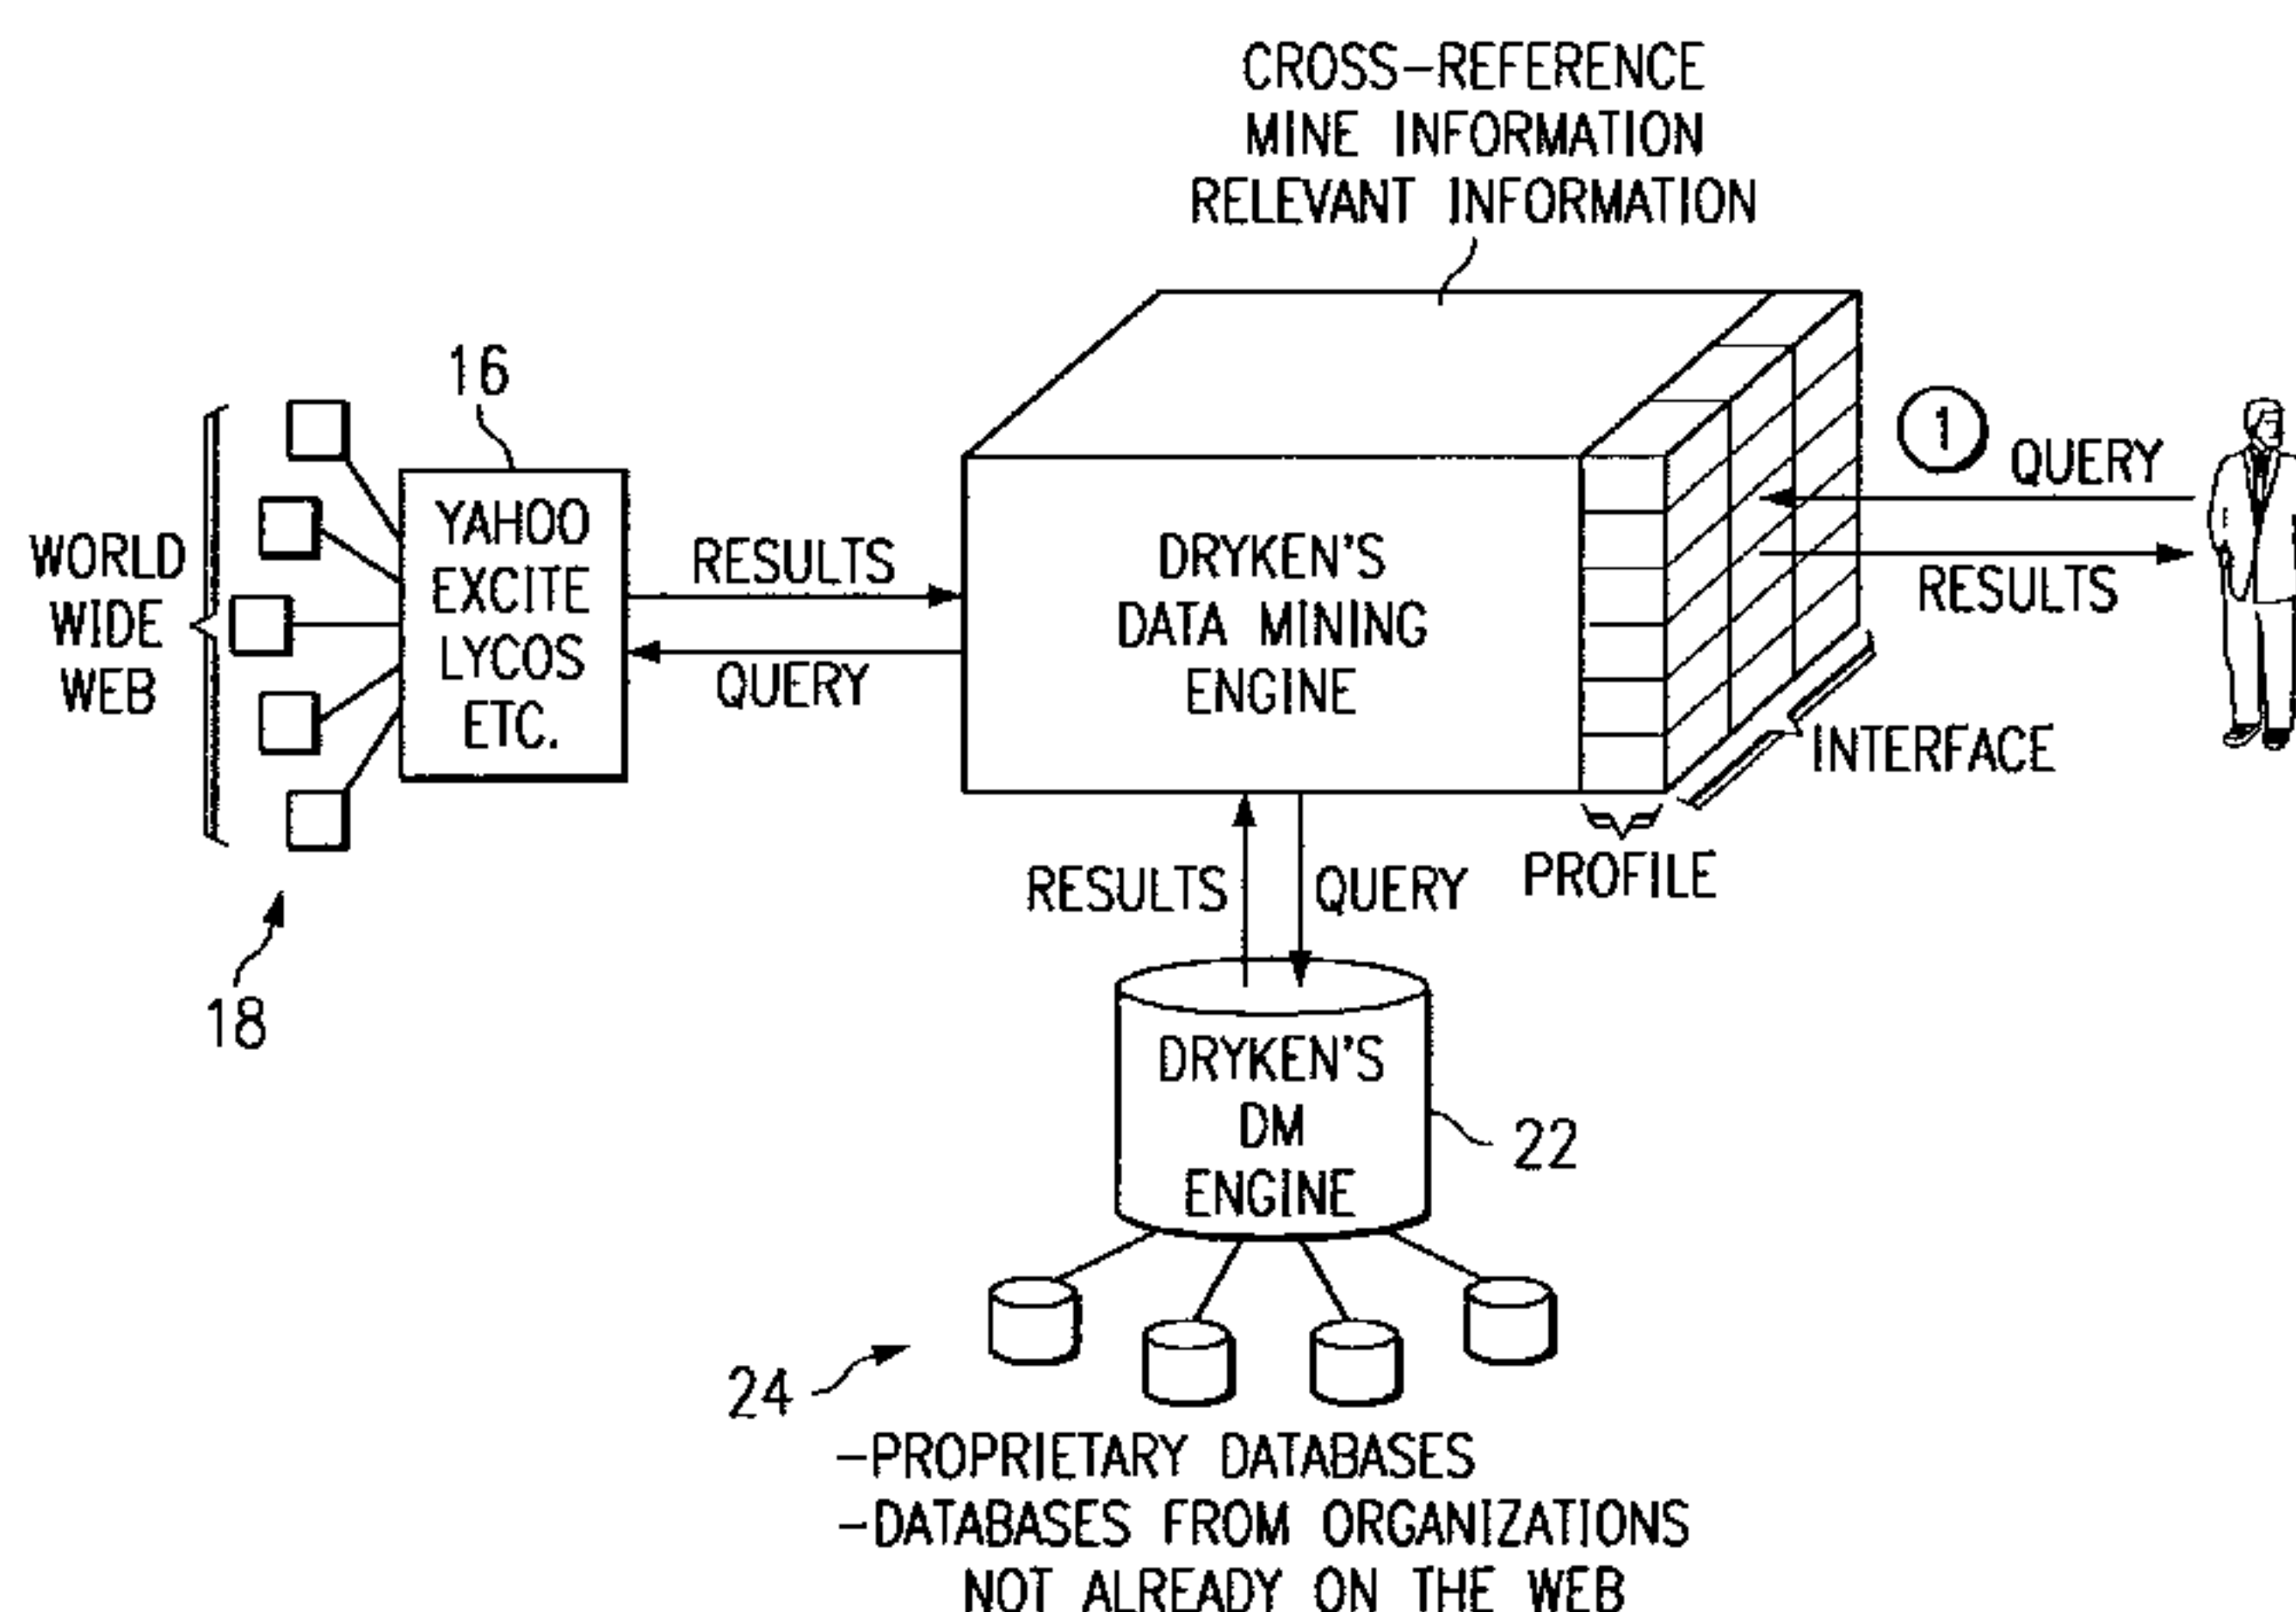 CROSS-REFERENCE
MINE INFORMATION
RELEVANT INFORMATION
16
WORLD
WIDE
WEB
YAHOO
EXCITE
LYCOS
ETC.
RESULTS
QUERY
DRYKEN'S
DATA MINING
ENGINE
1
QUERY
RESULTS
INTERFACE
PROFILE
RESULTS
QUERY
18
DRYKEN'S
DM
ENGINE
22
24
-PROPRIETARY DATABASES
-DATABASES FROM ORGANIZATIONS
NOT ALREADY ON THE WEB